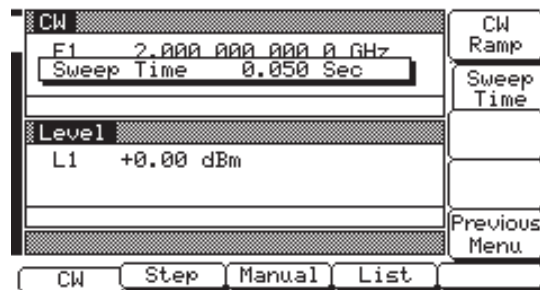 CW
F1 2.000 000 000 0 GHz
Sweep Time 0.050 Sec
Level
L1 +0.00 dBm
CW
Ramp
Sweep
Time
Previous
Menu
CW Step Manual List